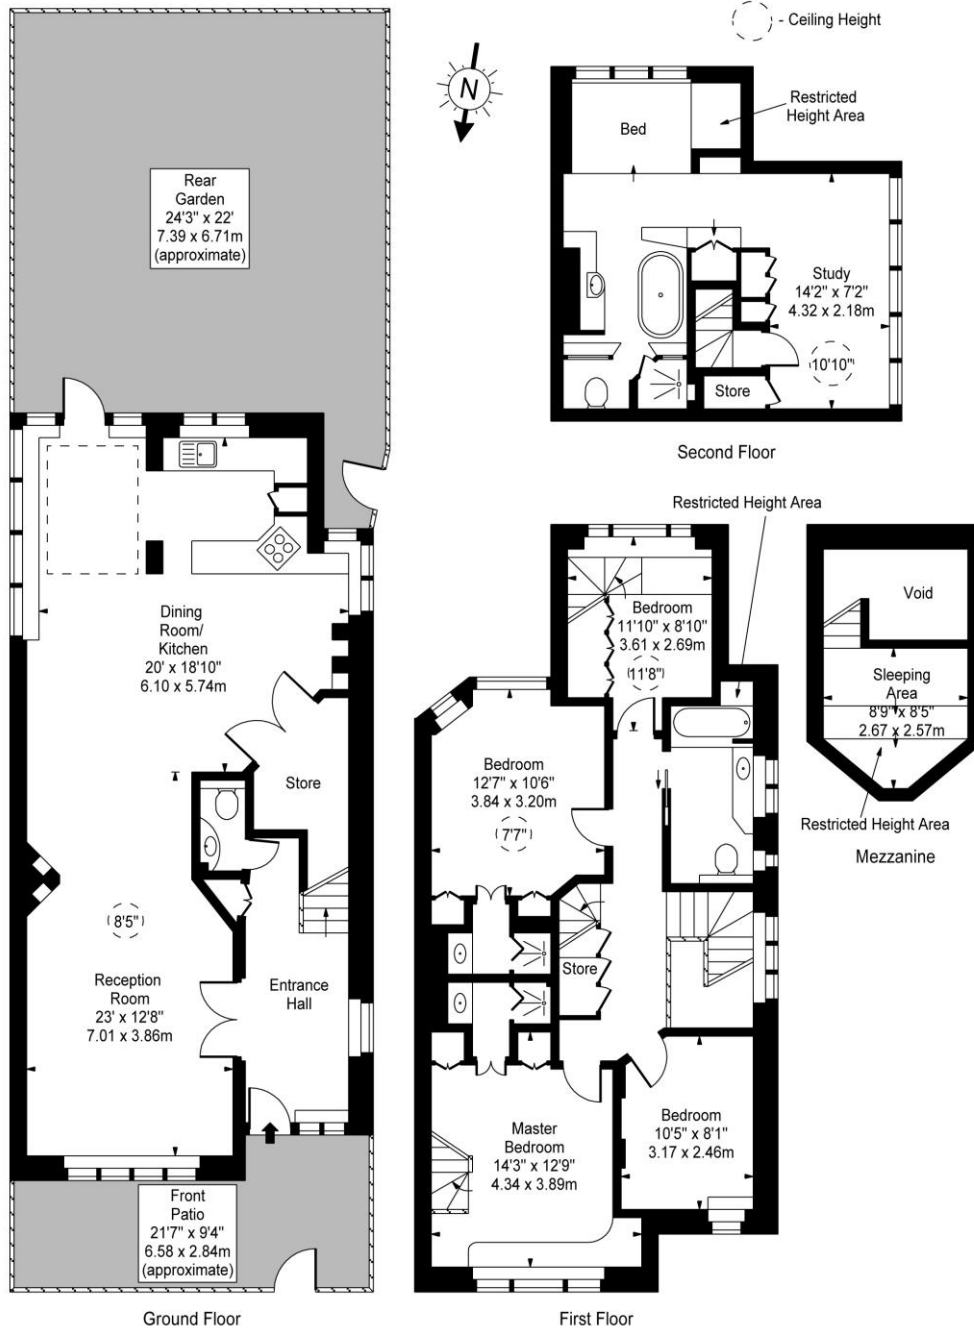 - Ceiling Height
N
Rear
Garden
24'3" x 22'
7.39 x 6.71m
(approximate)
Dining
Room/
Kitchen
20' x 18'10"
6.10 x 5.74m
Store
8'5"
Reception
Room
23' x 12'8"
7.01 x 3.86m
Entrance
Hall
Front
Patio
21'7" x 9'4"
6.58 x 2.84m
(approximate)
Ground Floor
Bed
Restricted
Height Area
Study
14'2" x 7'2"
4.32 x 2.18m
10'10"
Store
Second Floor
Restricted Height Area
Bedroom
11'10" x 8'10"
3.61 x 2.69m
11'8"
Bedroom
12'7" x 10'6"
3.84 x 3.20m
7'7"
Store
Master
Bedroom
14'3" x 12'9"
4.34 x 3.89m
Bedroom
10'5" x 8'1"
3.17 x 2.46m
First Floor
Void
Sleeping
Area
8'9" x 8'5"
2.67 x 2.57m
Restricted Height Area
Mezzanine